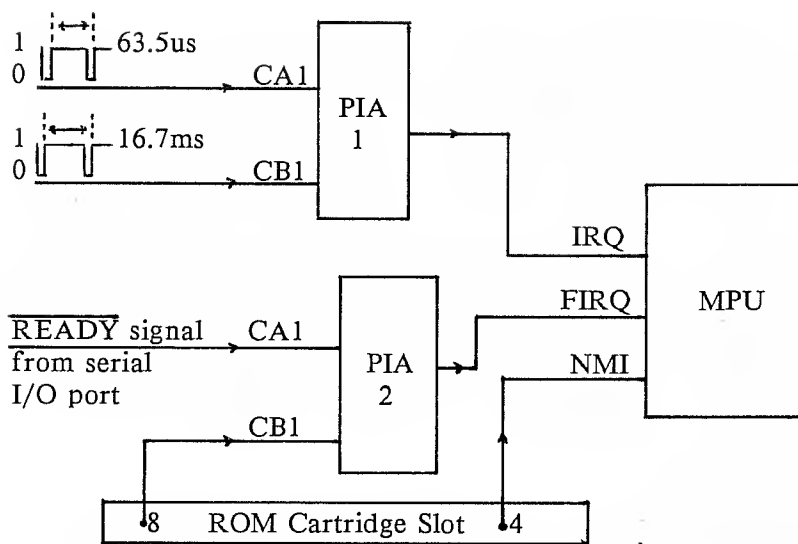 1
0
63.5us
CA1
1
0
16.7ms
CB1
PIA
1
IRQ
FIRQ
NMI
MPU
READY signal
from serial
I/O port
CA1
CB1
PIA
2
8 ROM Cartridge Slot 4